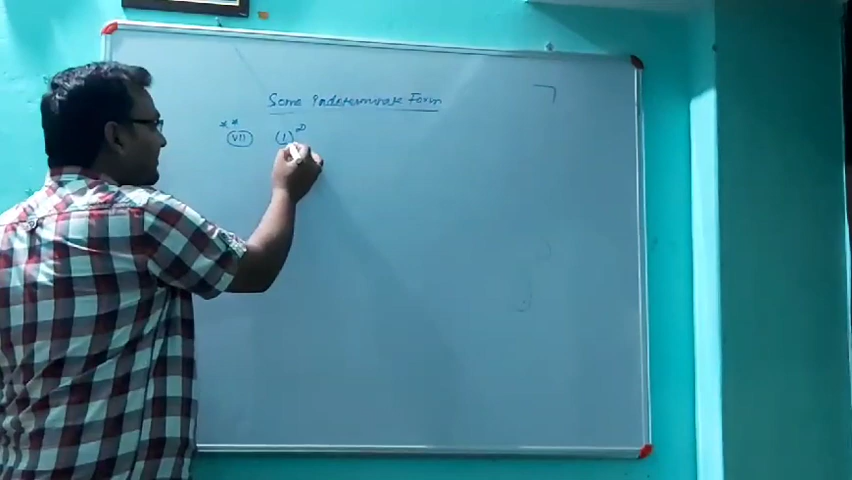 Some Indeterminate Form
** VII (1)^∞